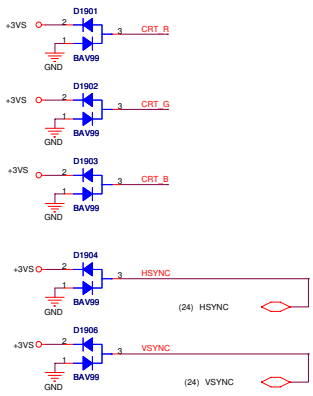 D1901
+3VS 2
3 CRT_R
1
GND BAV99
D1902
+3VS 2
3 CRT_G
1
GND BAV99
D1903
+3VS 2
3 CRT_B
1
GND BAV99
D1904
+3VS 2
3 HSYNC
1
GND BAV99
(24) HSYNC
D1906
+3VS 2
3 VSYNC
1
GND BAV99
(24) VSYNC